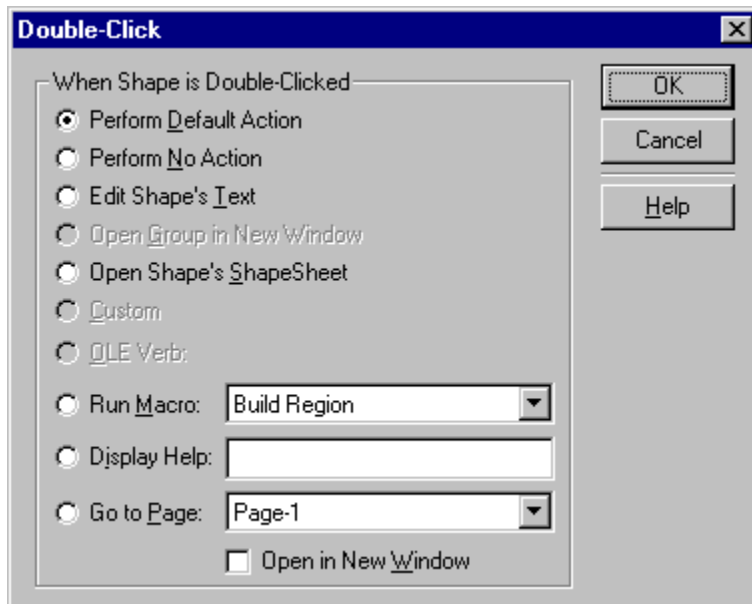 Double-Click
When Shape is Double-Clicked
Perform Default Action
Perform No Action
Edit Shape's Text
Open Group in New Window
Open Shape's ShapeSheet
Custom
OLE Verb:
Run Macro: Build Region
Display Help:
Go to Page: Page-1
Open in New Window
OK
Cancel
Help